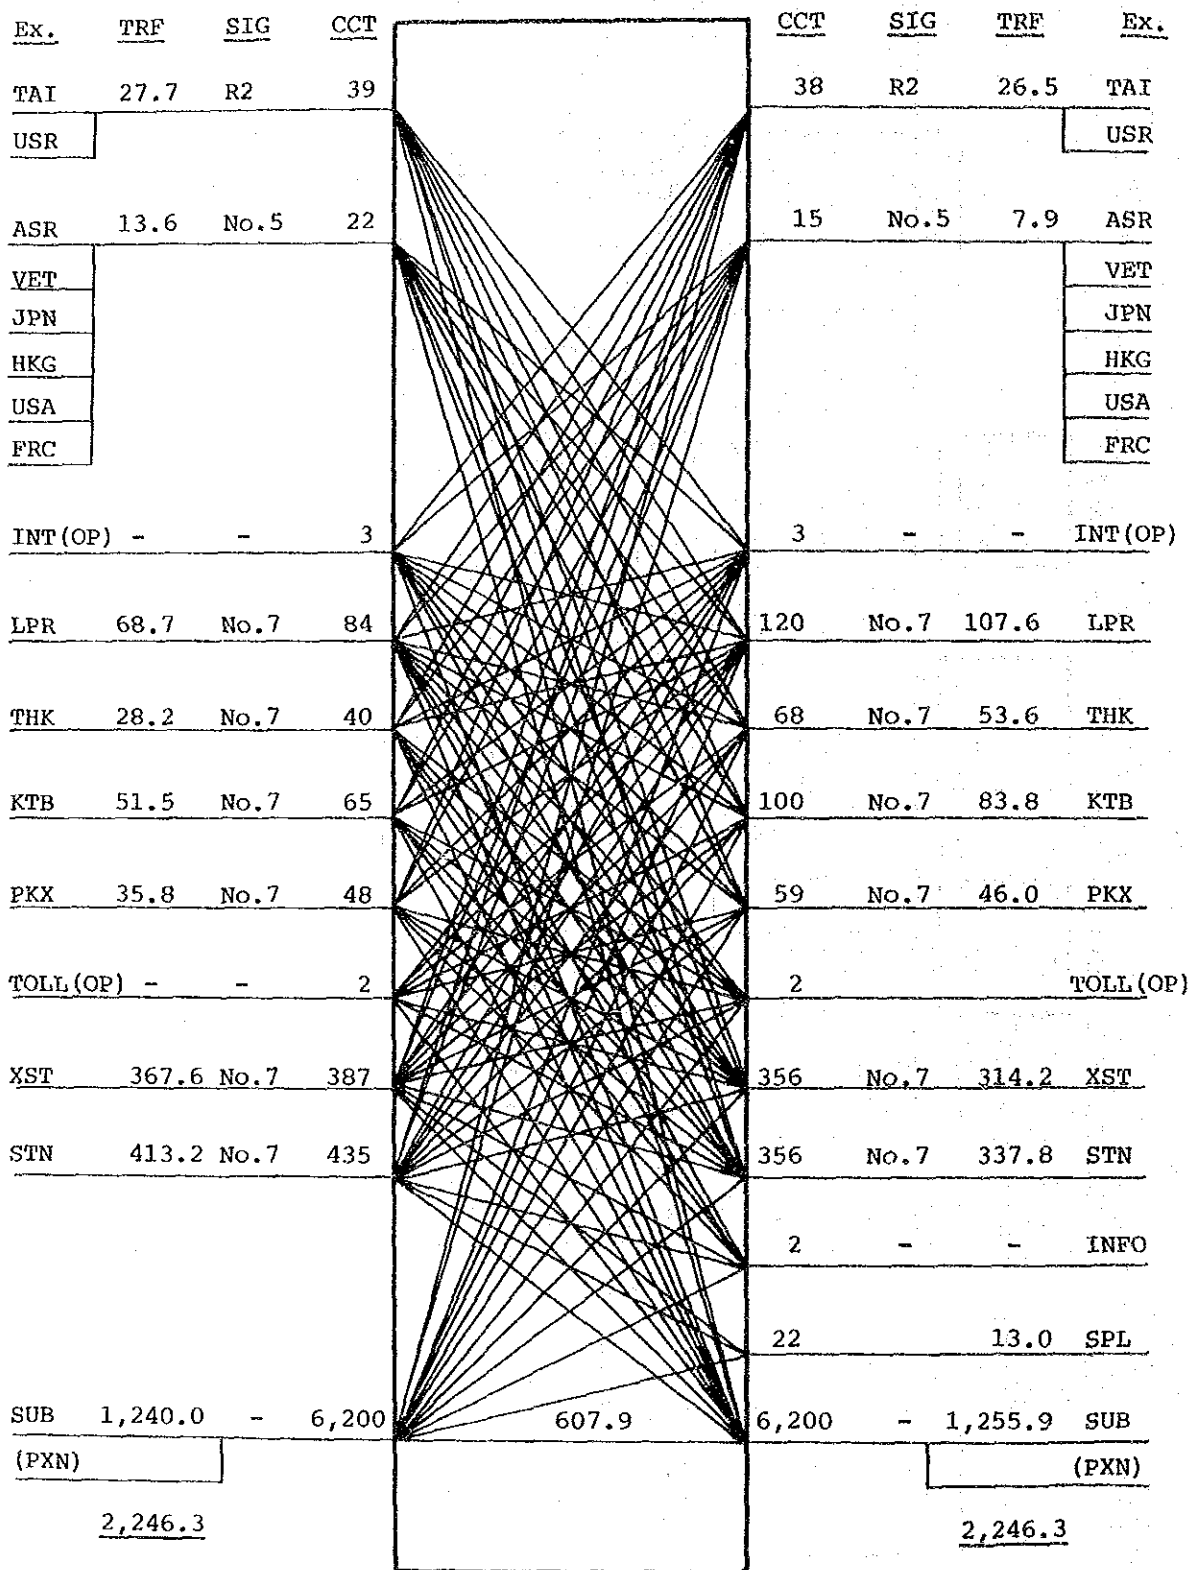 Ex. TRF SIG CCT CCT SIG TRF Ex.
TAI 27.7 R2 39 38 R2 26.5 TAI
USR USR
ASR 13.6 No.5 22 15 No.5 7.9 ASR
VET VET
JPN JPN
HKG HKG
USA USA
FRC FRC
INT(OP) - - 3 3 - - INT(OP)
LPR 68.7 No.7 84 120 No.7 107.6 LPR
THK 28.2 No.7 40 68 No.7 53.6 THK
KTB 51.5 No.7 65 100 No.7 83.8 KTB
PKX 35.8 No.7 48 59 No.7 46.0 PKX
TOLL(OP) - - 2 2 TOLL(OP)
XST 367.6 No.7 387 356 No.7 314.2 XST
STN 413.2 No.7 435 356 No.7 337.8 STN
2 - - INFO
22 13.0 SPL
SUB 1,240.0 - 6,200 607.9 6,200 - 1,255.9 SUB
(PXN) (PXN)
2,246.3 2,246.3